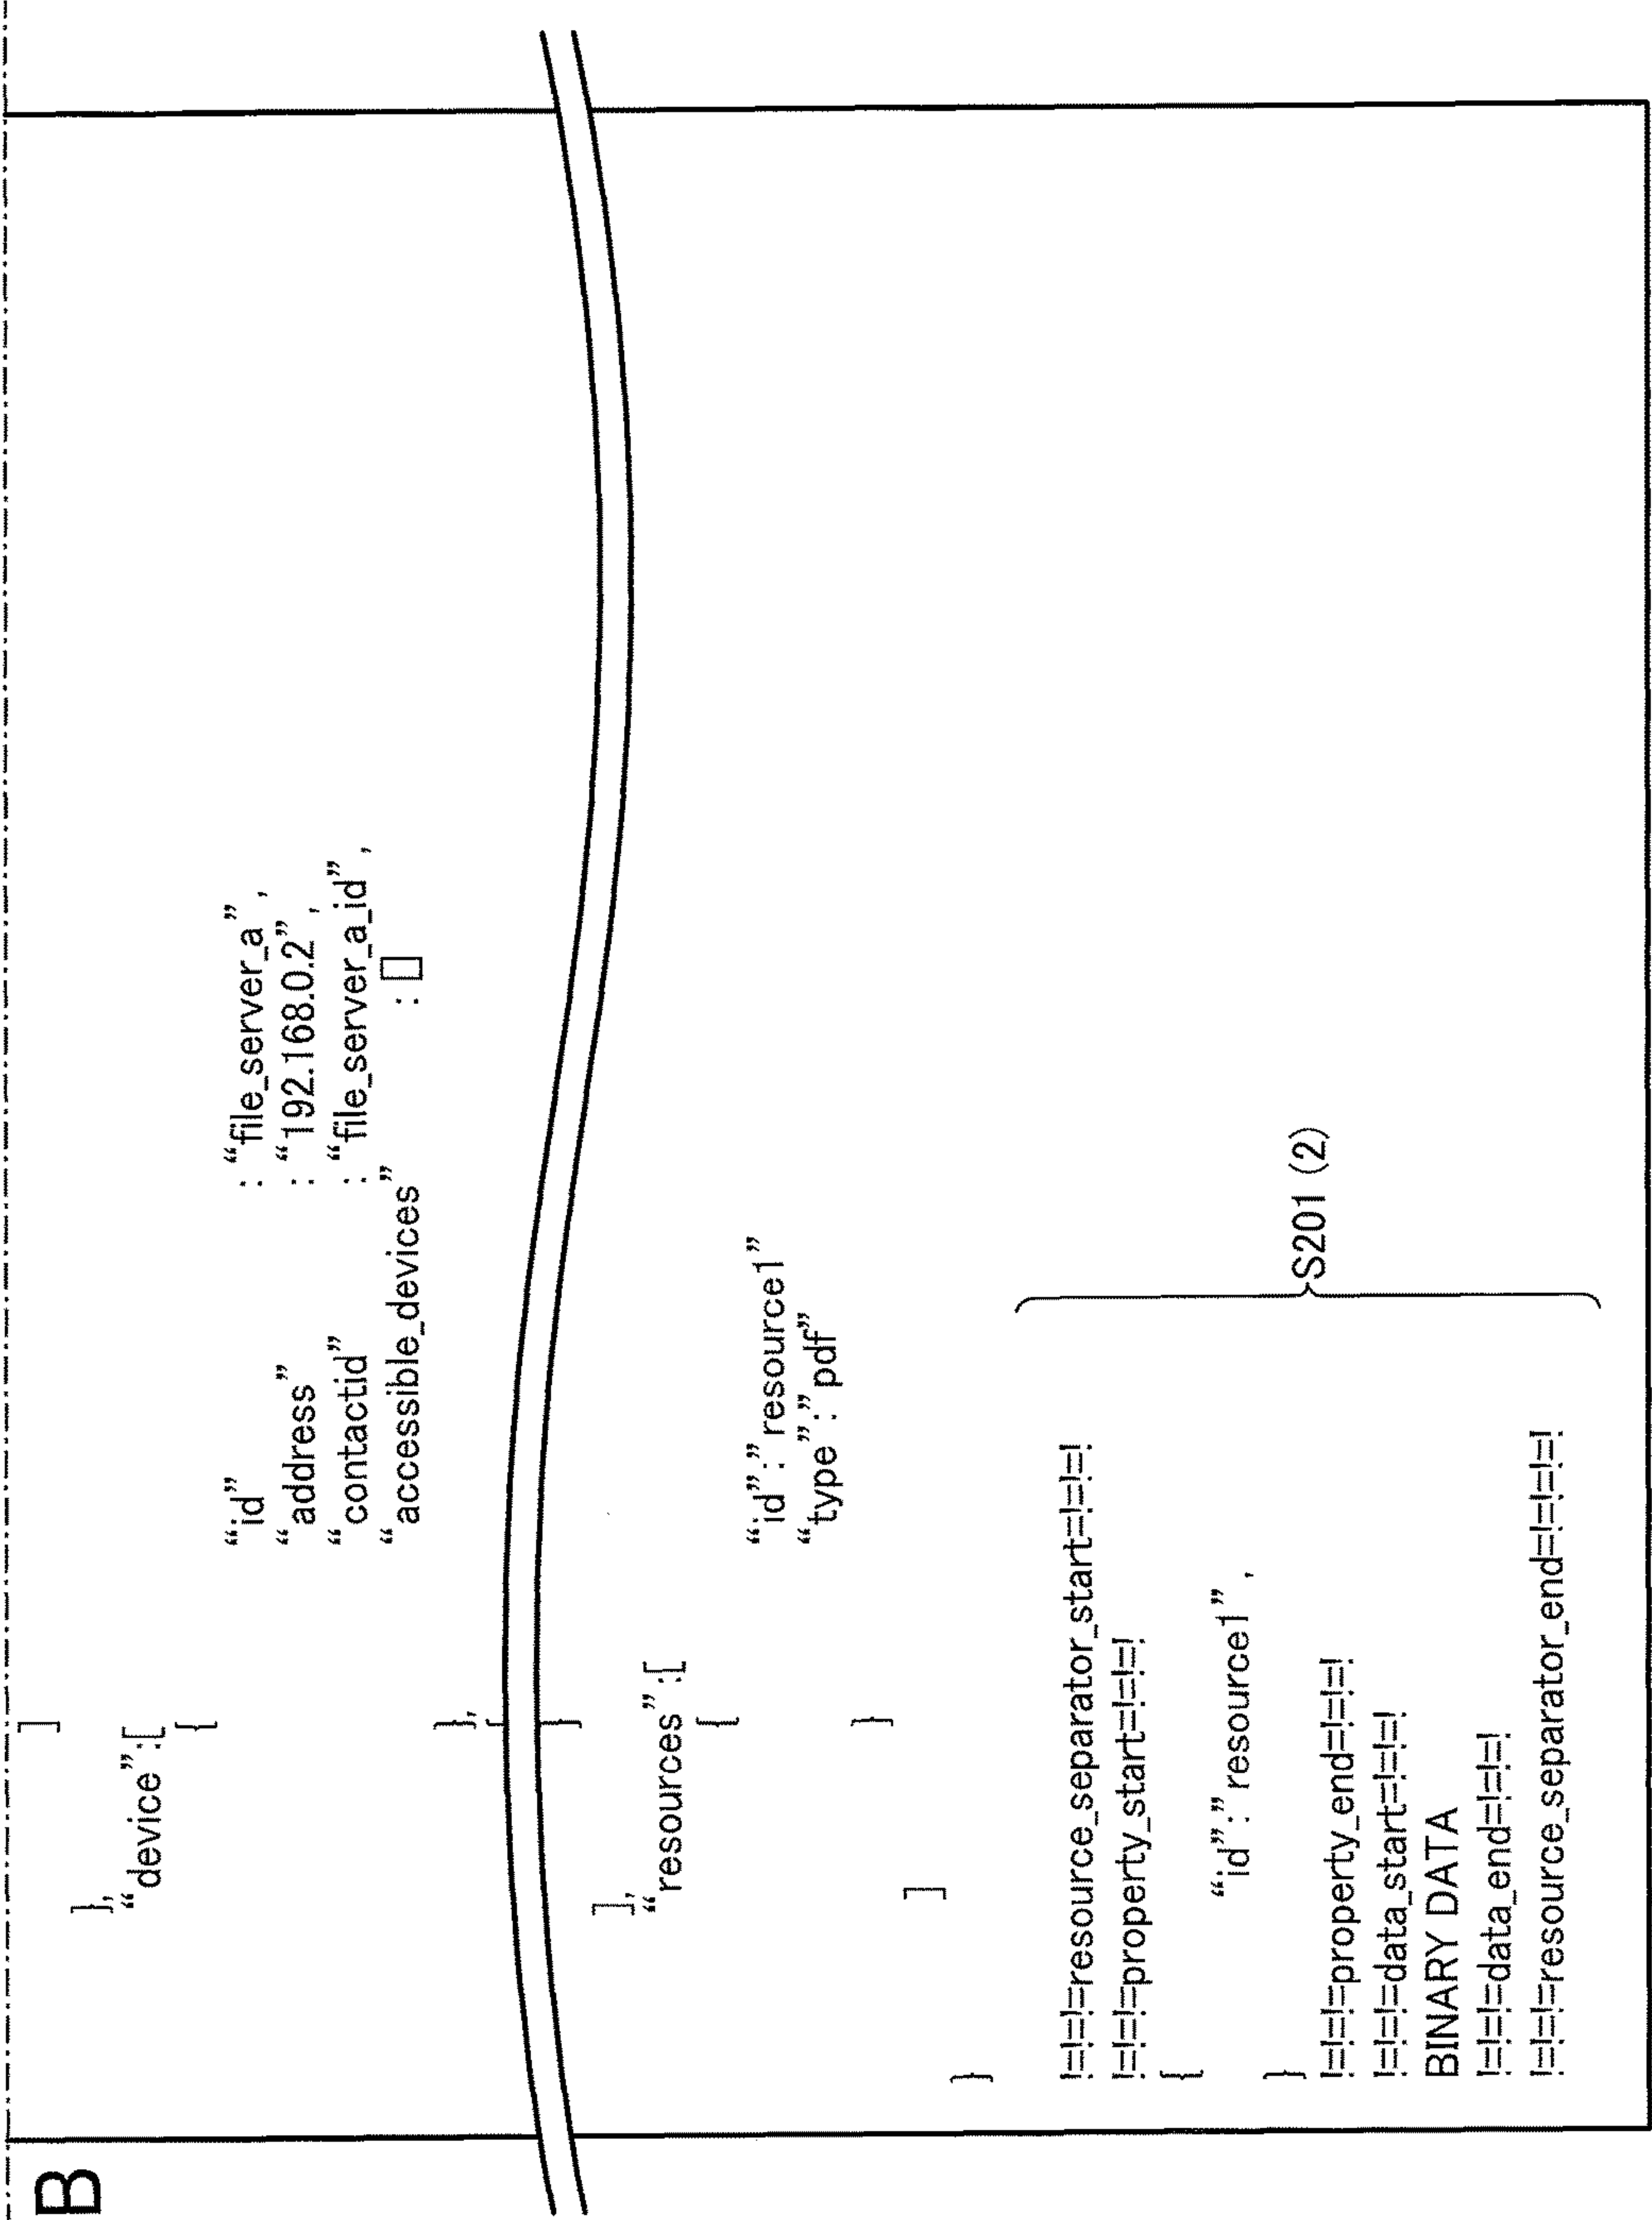 B
]
},
“device”:[
{
“id” : “file_server_a” ,
“address” : “192.168.0.2” ,
“contactid” : “file_server_a_id” ,
“accessible_devices” : []
},
{
}
],
“resources” :[
{
“id” : ” resource1 ”
“type ” : ” pdf”
}
]
}
!=!=!=resource_separator_start=!=!=!
!=!=!=property_start=!=!=!
{
“id” : ” resource1” ,
}
!=!=!=property_end=!=!=!
!=!=!=data_start=!=!=!
BINARY DATA
!=!=!=data_end=!=!=!
!=!=!=resource_separator_end=!=!=!=!
S201 (2)